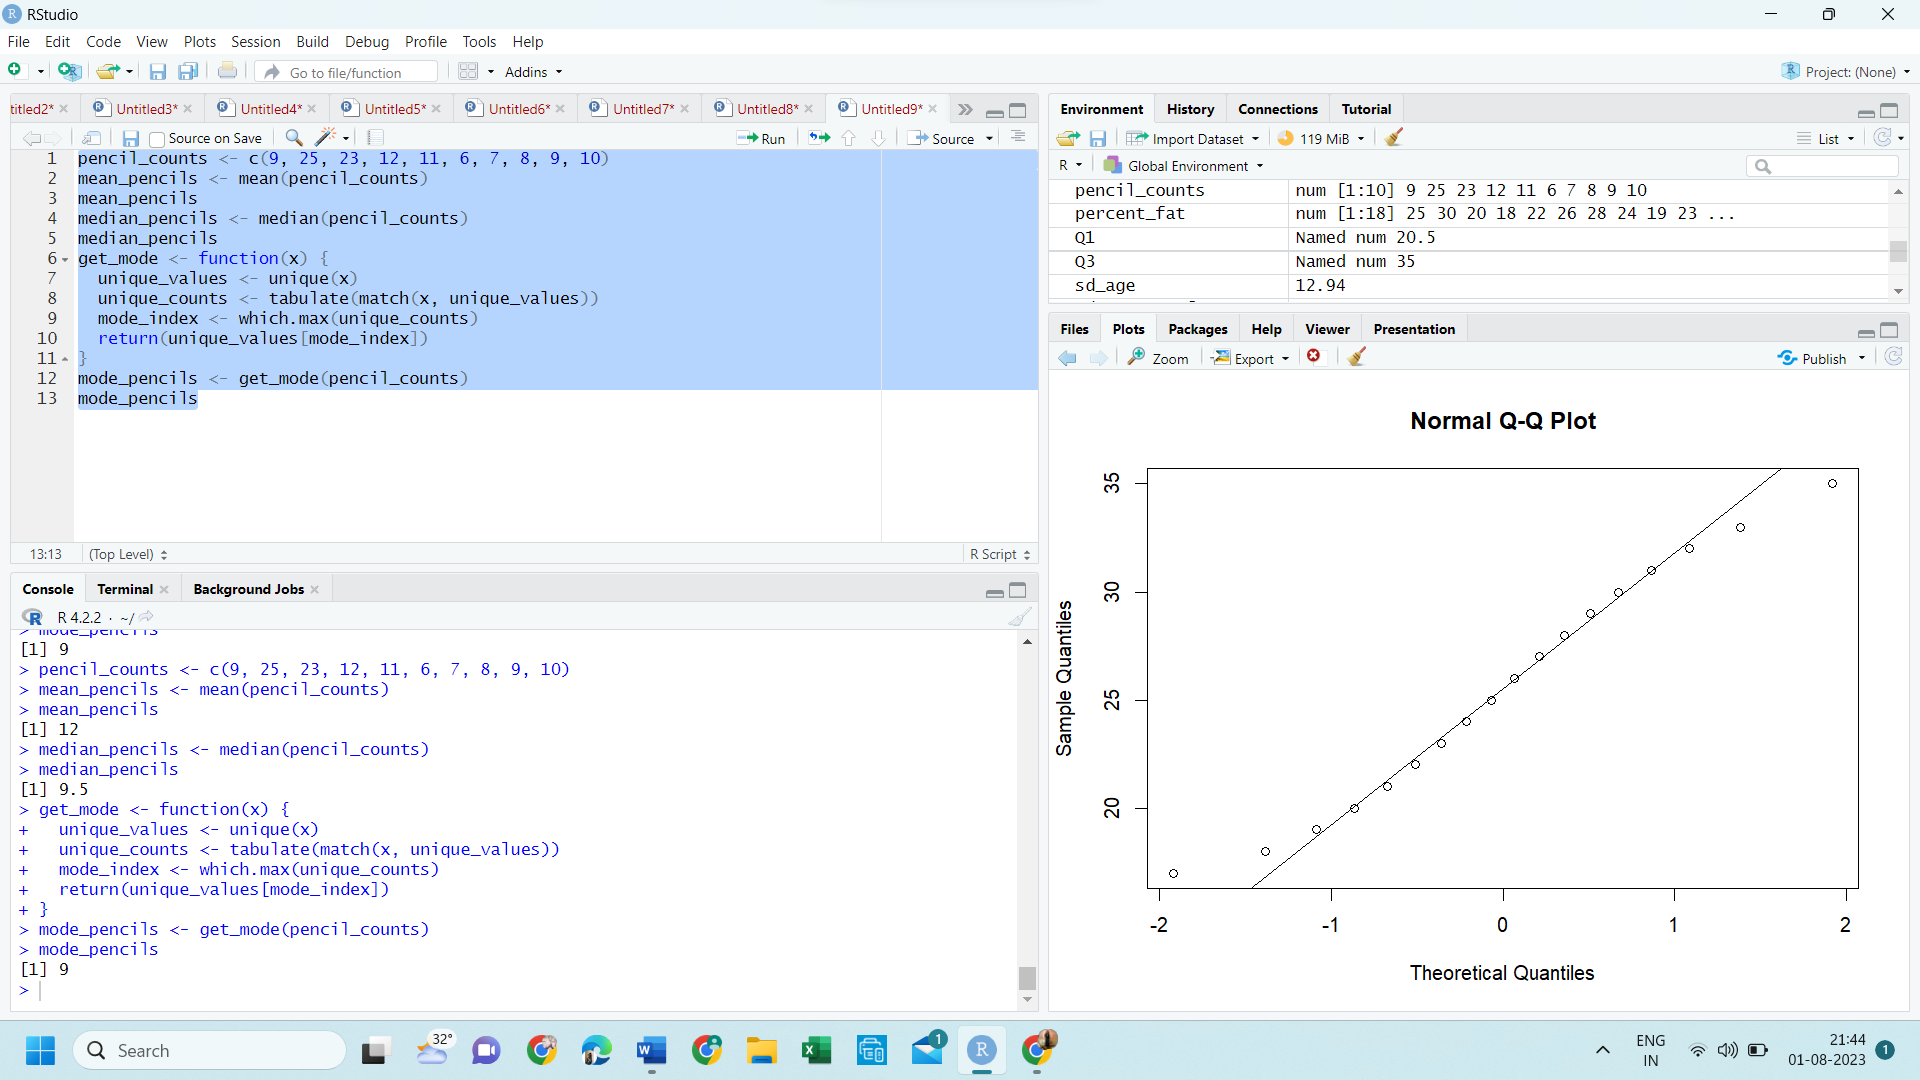 RStudio
File Edit Code View Plots Session Build Debug Profile Tools Help
Go to file/function Addins Project: (None)
titled2* Untitled3* Untitled4* Untitled5* Untitled6* Untitled7* Untitled8* Untitled9*
Source on Save Run Source
1 pencil_counts <- c(9, 25, 23, 12, 11, 6, 7, 8, 9, 10)
2 mean_pencils <- mean(pencil_counts)
3 mean_pencils
4 median_pencils <- median(pencil_counts)
5 median_pencils
6 get_mode <- function(x) {
7 unique_values <- unique(x)
8 unique_counts <- tabulate(match(x, unique_values))
9 mode_index <- which.max(unique_counts)
10 return(unique_values[mode_index])
11 }
12 mode_pencils <- get_mode(pencil_counts)
13 mode_pencils
13:13 (Top Level) R Script
Console Terminal Background Jobs
R 4.2.2 · ~/
> mode_pencils
[1] 9
> pencil_counts <- c(9, 25, 23, 12, 11, 6, 7, 8, 9, 10)
> mean_pencils <- mean(pencil_counts)
> mean_pencils
[1] 12
> median_pencils <- median(pencil_counts)
> median_pencils
[1] 9.5
> get_mode <- function(x) {
+ unique_values <- unique(x)
+ unique_counts <- tabulate(match(x, unique_values))
+ mode_index <- which.max(unique_counts)
+ return(unique_values[mode_index])
+ }
> mode_pencils <- get_mode(pencil_counts)
> mode_pencils
[1] 9
>
Environment History Connections Tutorial
Import Dataset 119 MiB List
R Global Environment
pencil_counts num [1:10] 9 25 23 12 11 6 7 8 9 10
percent_fat num [1:18] 25 30 20 18 22 26 28 24 19 23 ...
Q1 Named num 20.5
Q3 Named num 35
sd_age 12.94
Files Plots Packages Help Viewer Presentation
Zoom Export Publish
Normal Q-Q Plot
Sample Quantiles
35
30
25
20
-2 -1 0 1 2
Theoretical Quantiles
Search 32° 1 ENG 21:44
IN 01-08-2023 1